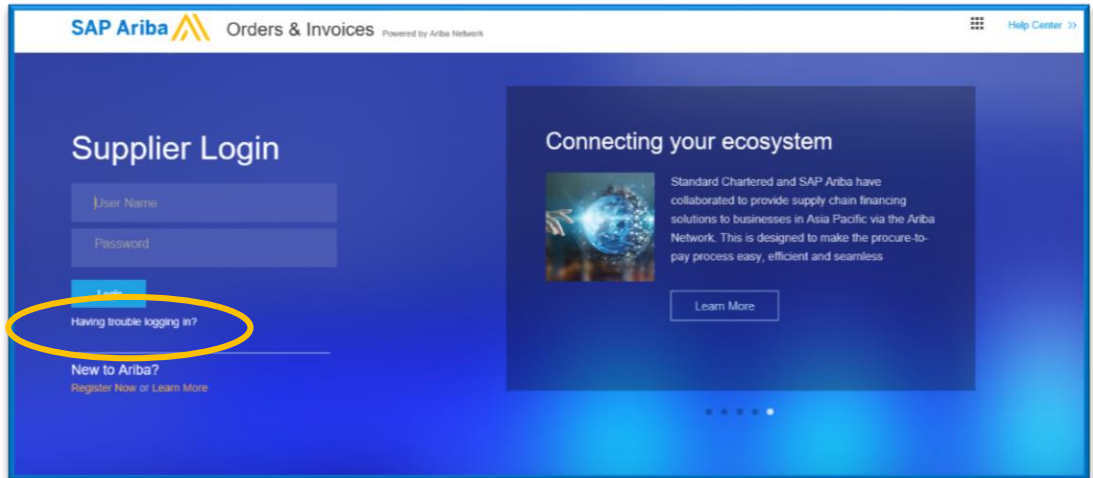 SAP Ariba Orders & Invoices Powered by Ariba Network
Help Center >>
Supplier Login
User Name
Password
Login
Having trouble logging in?
New to Ariba?
Register Now or Learn More
Connecting your ecosystem
Standard Chartered and SAP Ariba have
collaborated to provide supply chain financing
solutions to businesses in Asia Pacific via the Ariba
Network. This is designed to make the procure-to-
pay process easy, efficient and seamless
Learn More